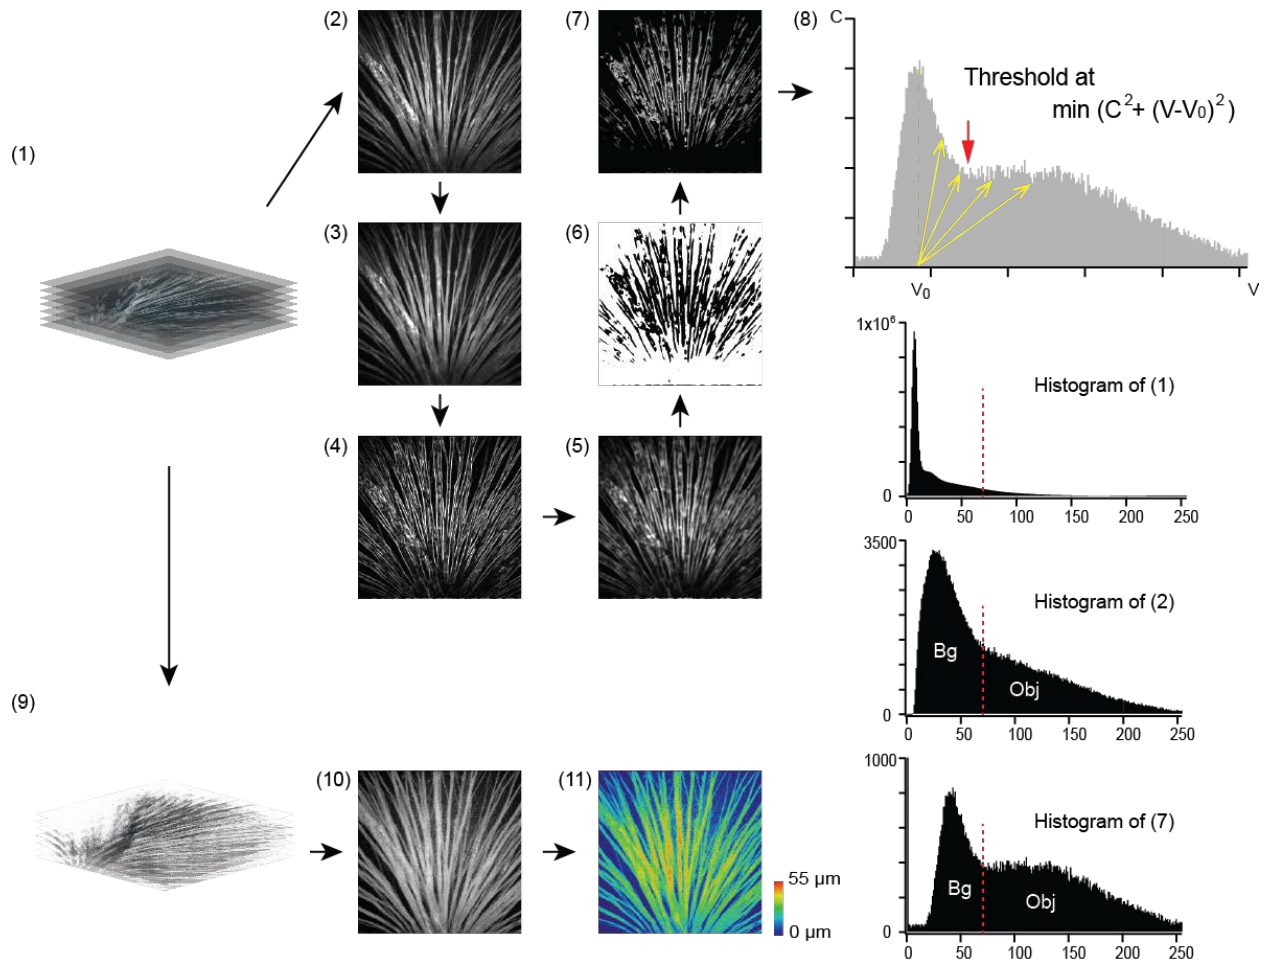 (1)
(2)
(3)
(4)
(5)
(6)
(7)
(8)
C
Threshold at
min (C²+ (V-V₀)²)
V₀
V
1x10⁶
0
Histogram of (1)
0 50 100 150 200 250
3500
0
Histogram of (2)
Bg
Obj
0 50 100 150 200 250
1000
0
Histogram of (7)
Bg
Obj
0 50 100 150 200 250
(9)
(10)
(11)
55 µm
0 µm